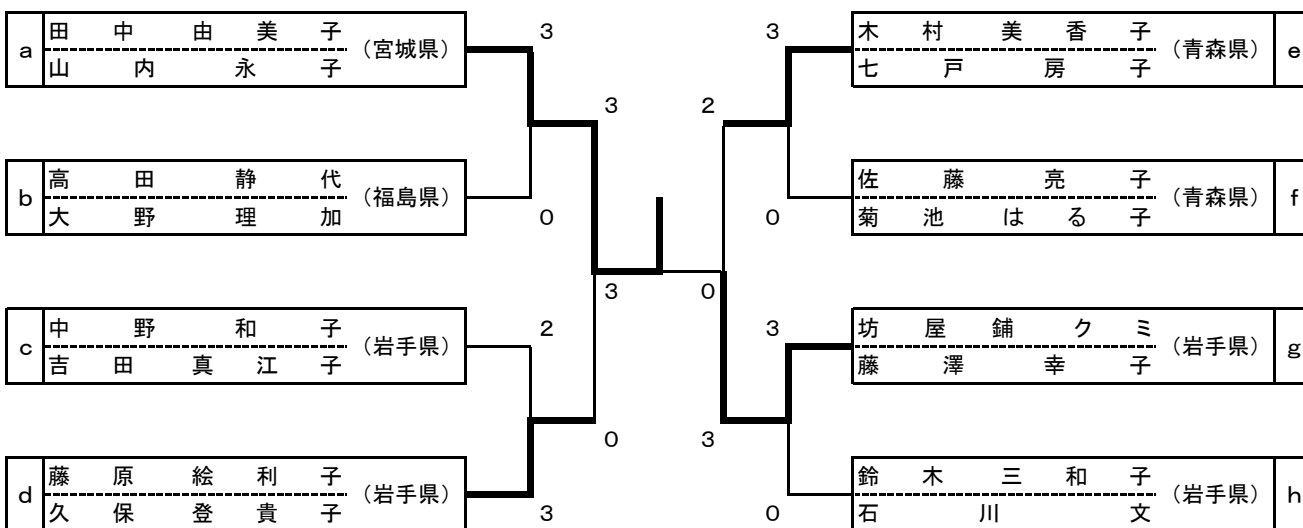 a 田中由美子 (宮城県)
山内永子
3
3 木村美香子 (青森県) e
七戸房子
3 2
b 高田静代 (福島県)
大野理加
0
0 佐藤亮子 (青森県) f
菊池はる子
3 0
c 中野和子 (岩手県)
吉田真江子
2
3 坊屋鋪クミ (岩手県) g
藤澤幸子
0 3
d 藤原絵利子 (岩手県)
久保登貴子
3
0 鈴木三和子 (岩手県) h
石川文